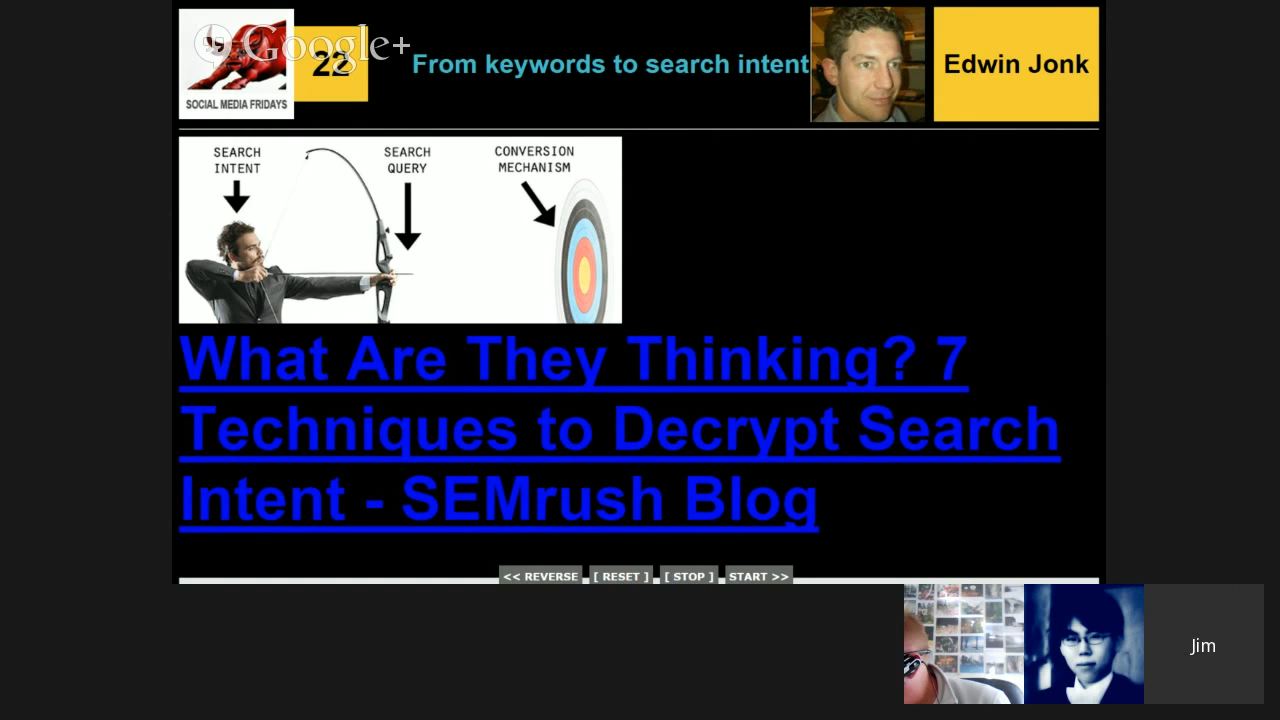 Google+
SOCIAL MEDIA FRIDAYS
22
From keywords to search intent
Edwin Jonk
SEARCH
INTENT
SEARCH
QUERY
CONVERSION
MECHANISM
What Are They Thinking? 7
Techniques to Decrypt Search
Intent - SEMrush Blog
<< REVERSE
[ RESET ]
[ STOP ]
START >>
Jim